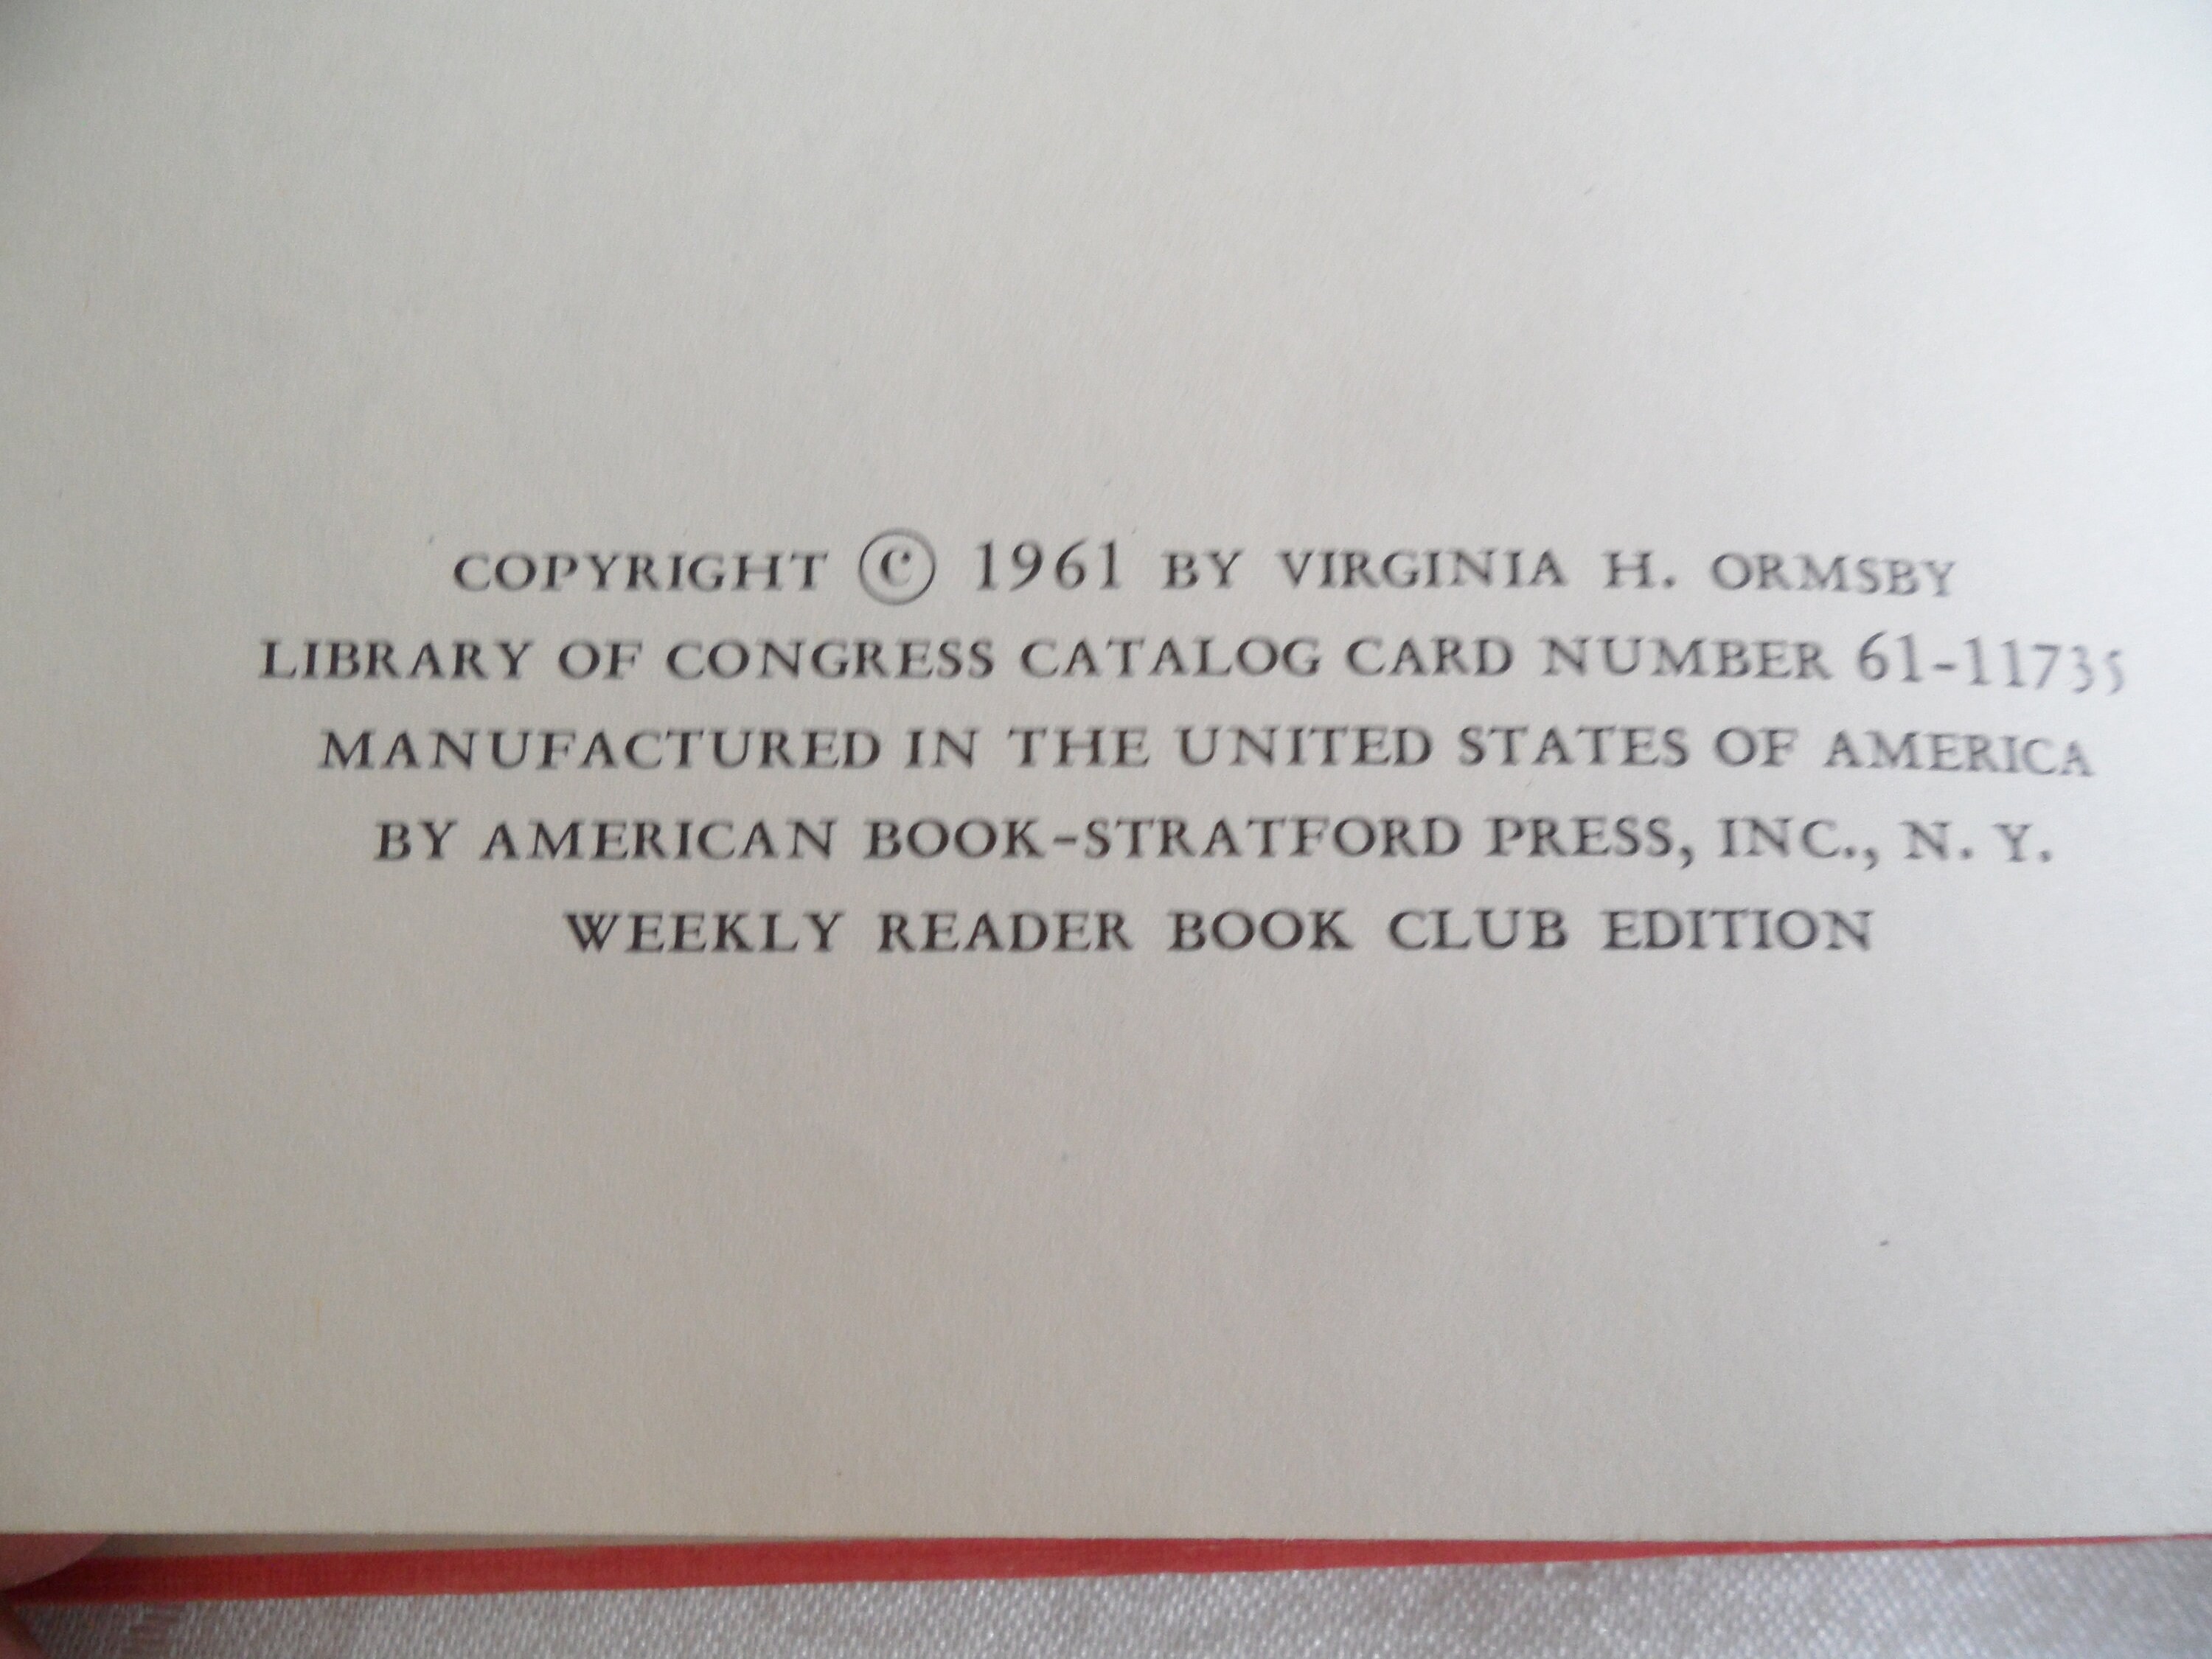 COPYRIGHT © 1961 BY VIRGINIA H. ORMSBY
LIBRARY OF CONGRESS CATALOG CARD NUMBER 61-11735
MANUFACTURED IN THE UNITED STATES OF AMERICA
BY AMERICAN BOOK-STRATFORD PRESS, INC., N. Y.
WEEKLY READER BOOK CLUB EDITION